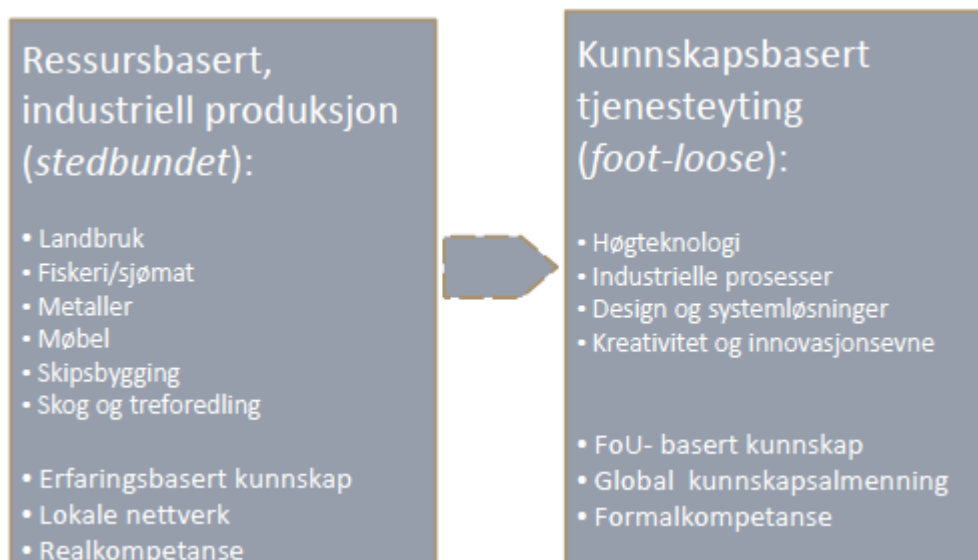 Ressursbasert,
industriell produksjon
(stedbundet):
• Landbruk
• Fiskeri/sjømat
• Metaller
• Møbel
• Skipsbygging
• Skog og treforedling
• Erfaringsbasert kunnskap
• Lokale nettverk
• Realkompetanse
Kunnskapsbasert
tjenesteyting
(foot-loose):
• Høgteknologi
• Industrielle prosesser
• Design og systemløsninger
• Kreativitet og innovasjonsevne
• FoU- basert kunnskap
• Global kunnskapsalmenning
• Formalkompetanse